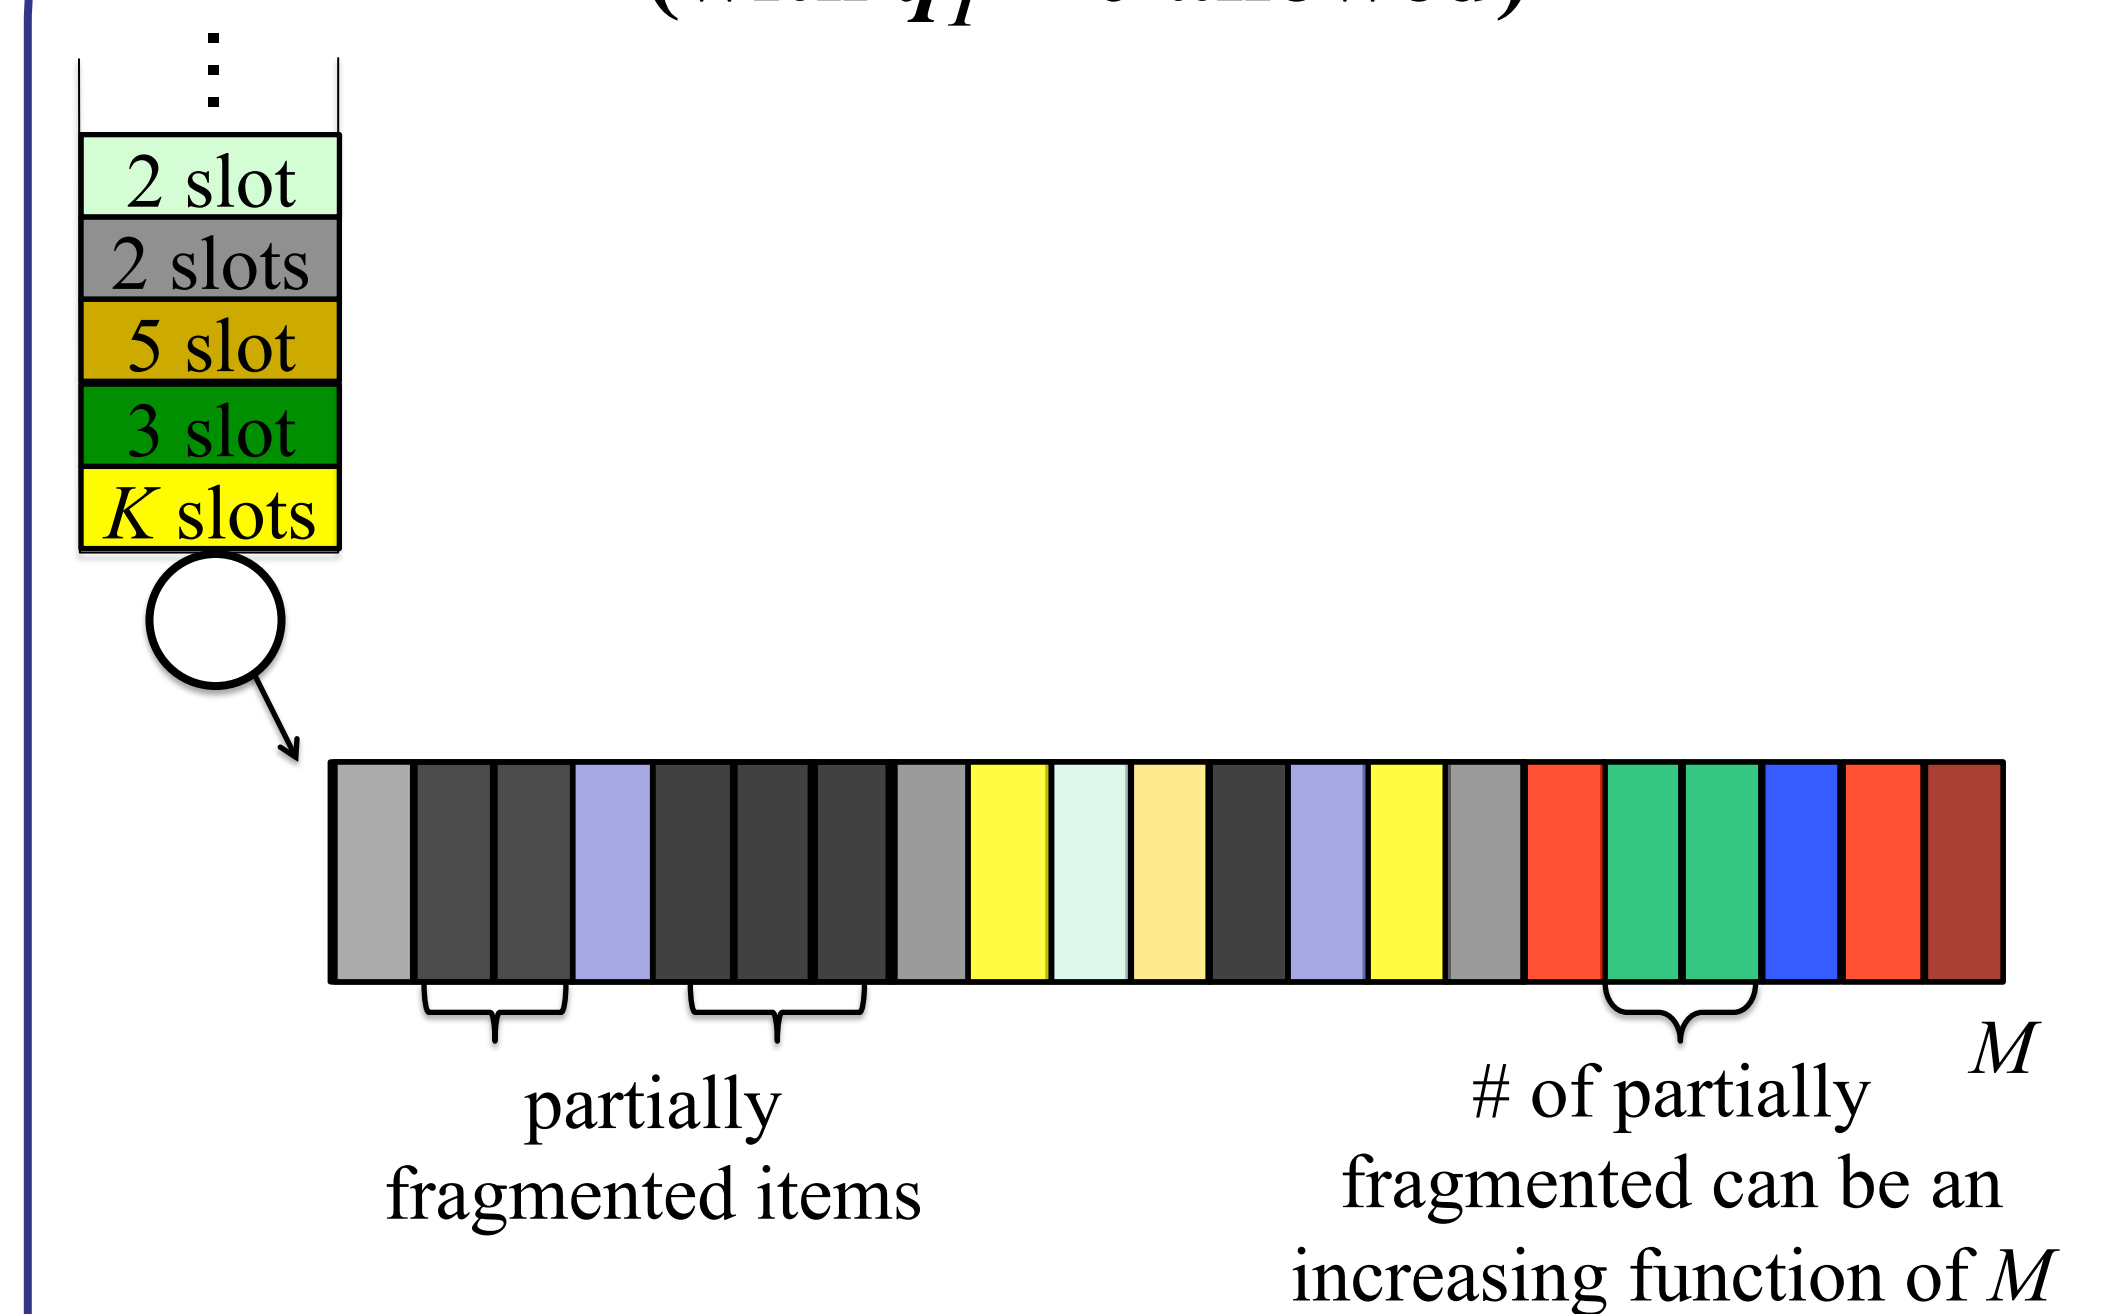 2 slot
2 slots
5 slot
3 slot
K slots
M
partially
fragmented items
# of partially
fragmented can be an
increasing function of M